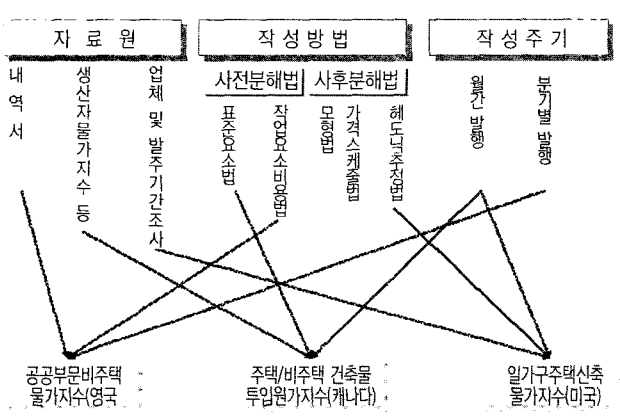 자료원
작성방법
작성주기
사전분해법
사후분해법
내역서
생산자물가지수 등
업체 및 발주기간조사
표준요소법
작업요소비용법
모형법
가격스케줄법
헤도닉추정법
월간 발행
분기별 발행
공공부문비주택
물가지수(영국
주택/비주택 건축물
투입원가지수(캐나다)
일가구주택신축
물가지수(미국)